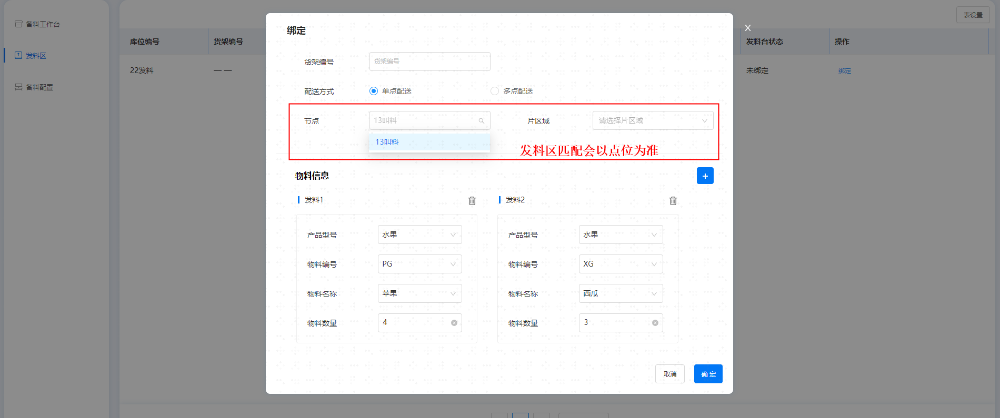 备料工作台
发料区
备料配置
表设置
库位编号
货架编号
发料台状态
操作
22发料
— —
未绑定
绑定
绑定
X
货架编号
货架编号
配送方式
单点配送
多点配送
节点
13叫料
片区域
请选择片区域
13叫料
发料区匹配会以点位为准
物料信息
+
发料1
发料2
产品型号
水果
产品型号
水果
物料编号
PG
物料编号
XG
物料名称
苹果
物料名称
西瓜
物料数量
4
物料数量
3
取消
确 定